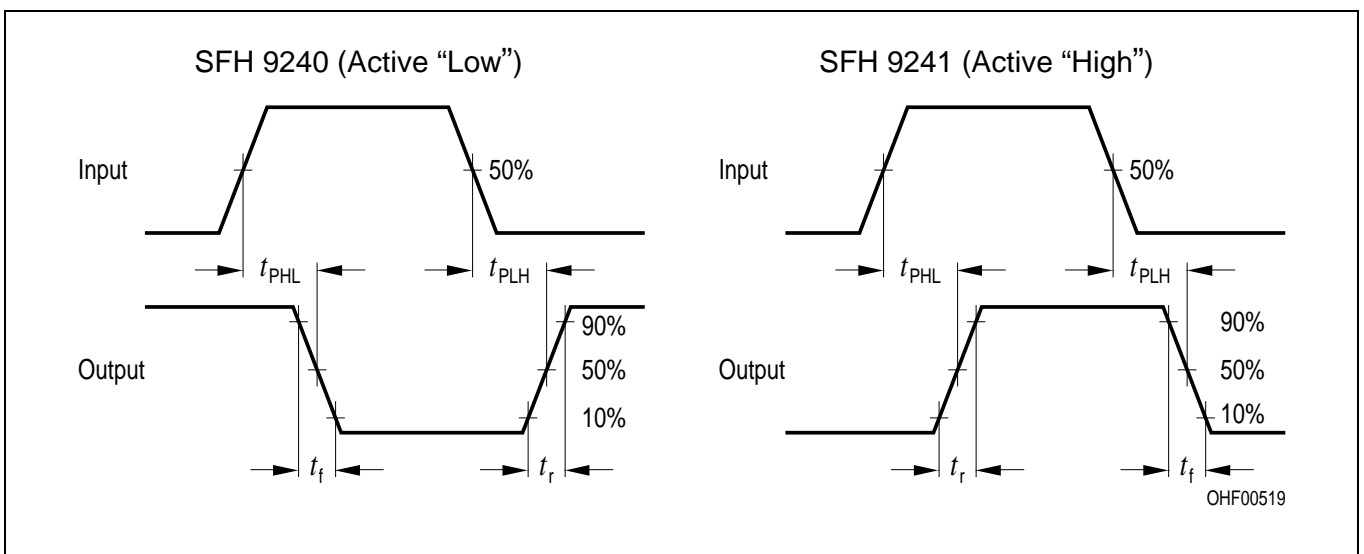 SFH 9240 (Active “Low”)
SFH 9241 (Active “High”)
Input
50%
Input
50%
tPHL
tPLH
tPHL
tPLH
Output
90%
50%
10%
Output
90%
50%
10%
tf
tr
tr
tf
OHF00519